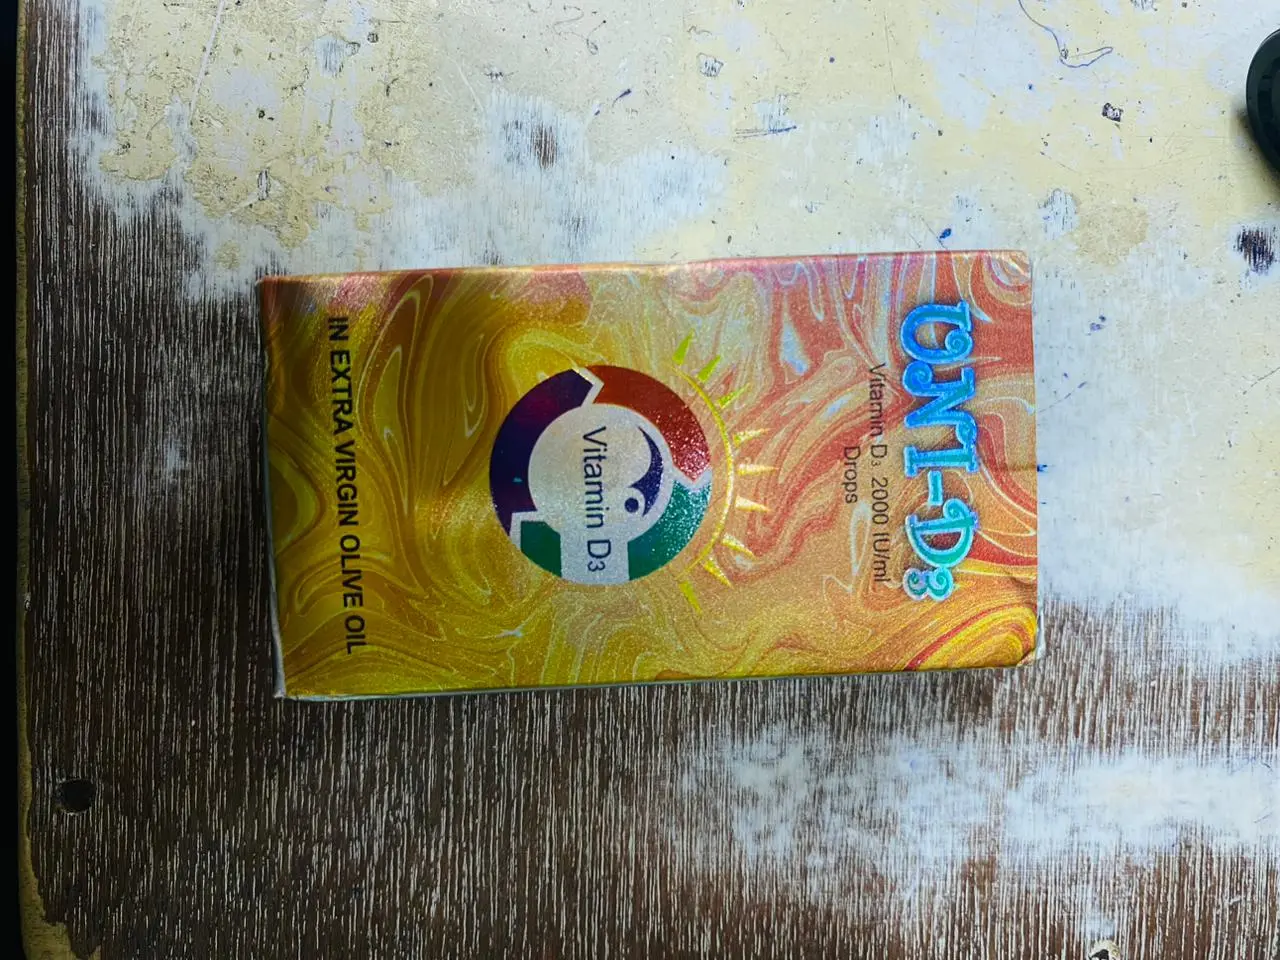 UNI-D3
Vitamin D3 2000 IU/mL
Drops
Vitamin D3
IN EXTRA VIRGIN OLIVE OIL